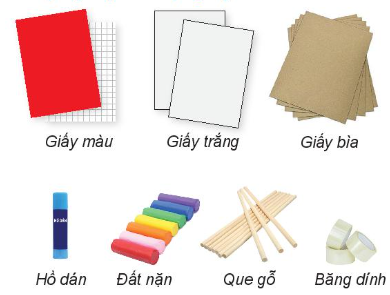 Giấy màu
Giấy trắng
Giấy bìa
Hồ dán
Đất nặn
Que gỗ
Băng dính